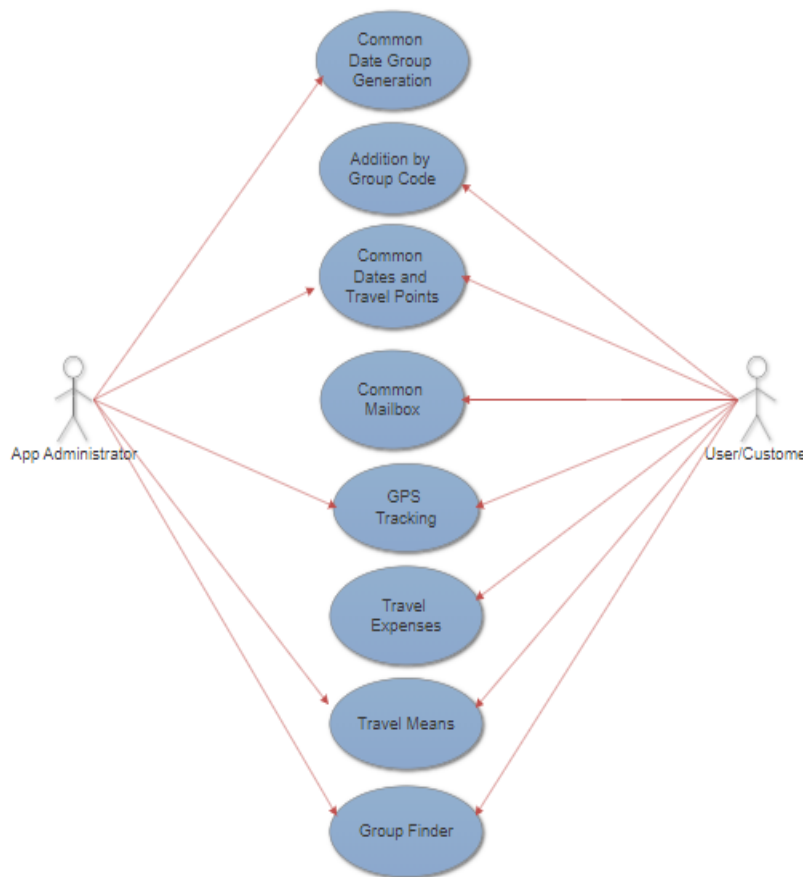 Common
Date Group
Generation
Addition by
Group Code
Common
Dates and
Travel Points
Common
Mailbox
App Administrator
User/Custome
GPS
Tracking
Travel
Expenses
Travel Means
Group Finder